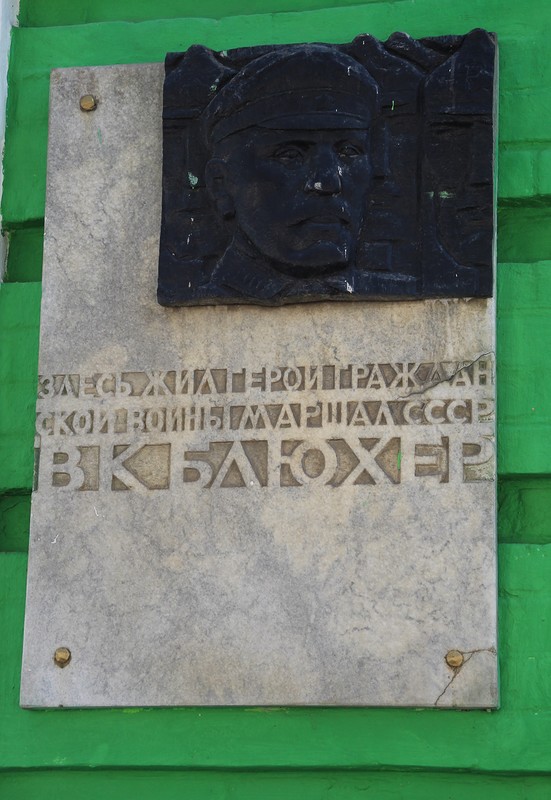 ЗДЕСЬ ЖИЛ ГЕРОЙ ГРАЖДАН
СКОЙ ВОЙНЫ МАРШАЛ СССР
В К БЛЮХЕР